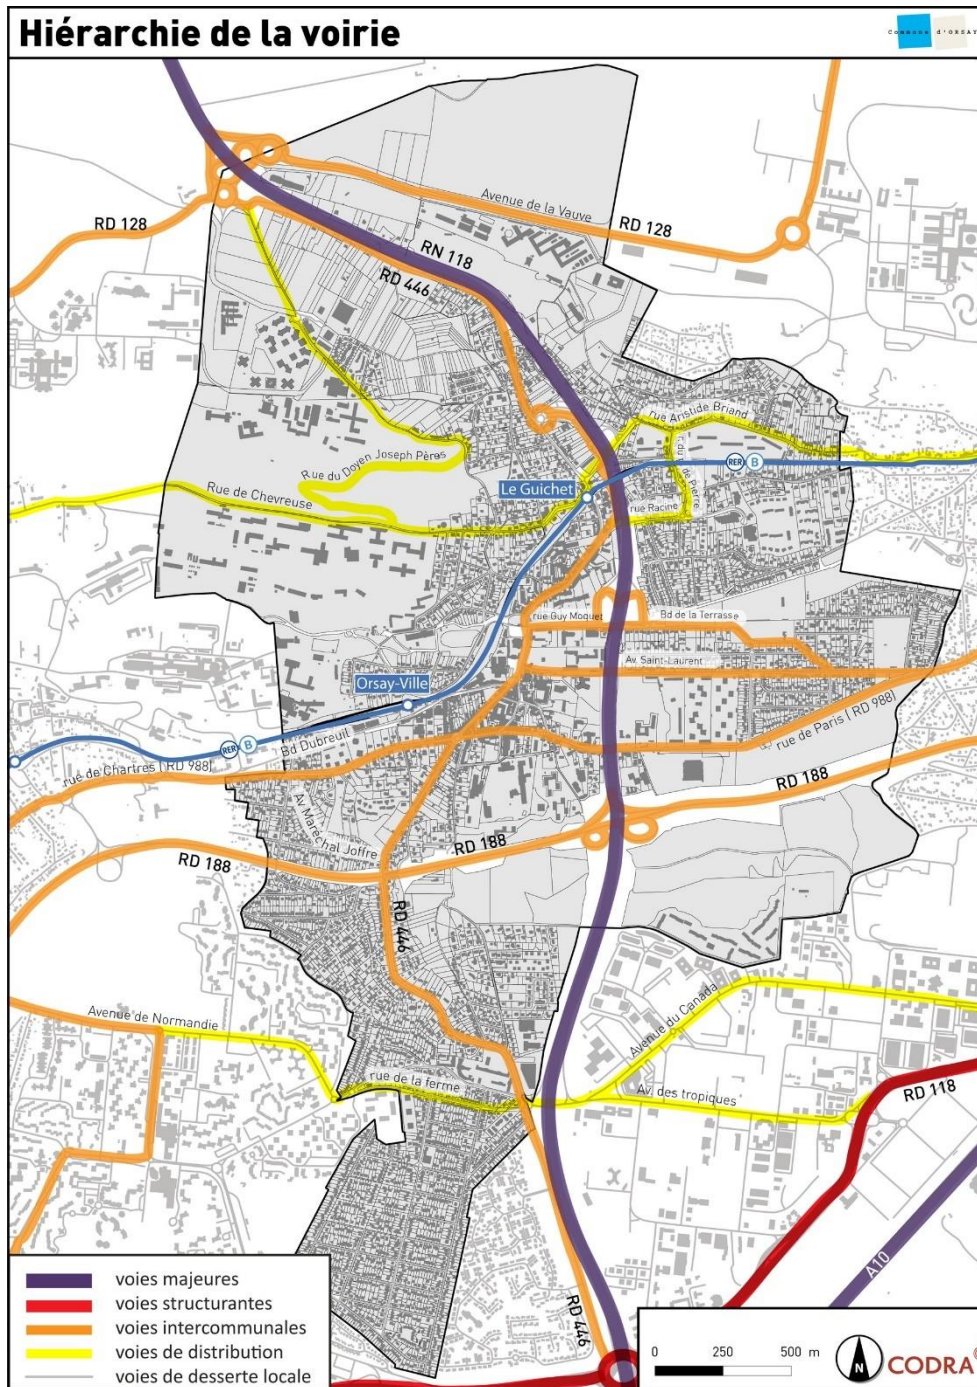 Hiérarchie de la voirie
Commune d'ORSAY
Avenue de la Vauve
RD 128
RD 128
RN 118
RD 446
rue Aristide Briand
Rue du Doyen Joseph Pèrès
RER B
Le Guichet
Rue de Chevreuse
rue Racine
rue Guy Moquet
Bd de la Terrasse
Av. Saint-Laurent
Orsay-Ville
rue de Paris ( RD 988)
Bd Dubreuil
RER B
rue de Chartres ( RD 988)
RD 188
Av Maréchal Joffre
RD 188
RD 188
RD 446
Avenue du Canada
Avenue de Normandie
rue de la ferme
Av. des tropiques
RD 118
A10
RD 446
voies majeures
voies structurantes
voies intercommunales
voies de distribution
voies de desserte locale
0 250 500 m
N
CODRA